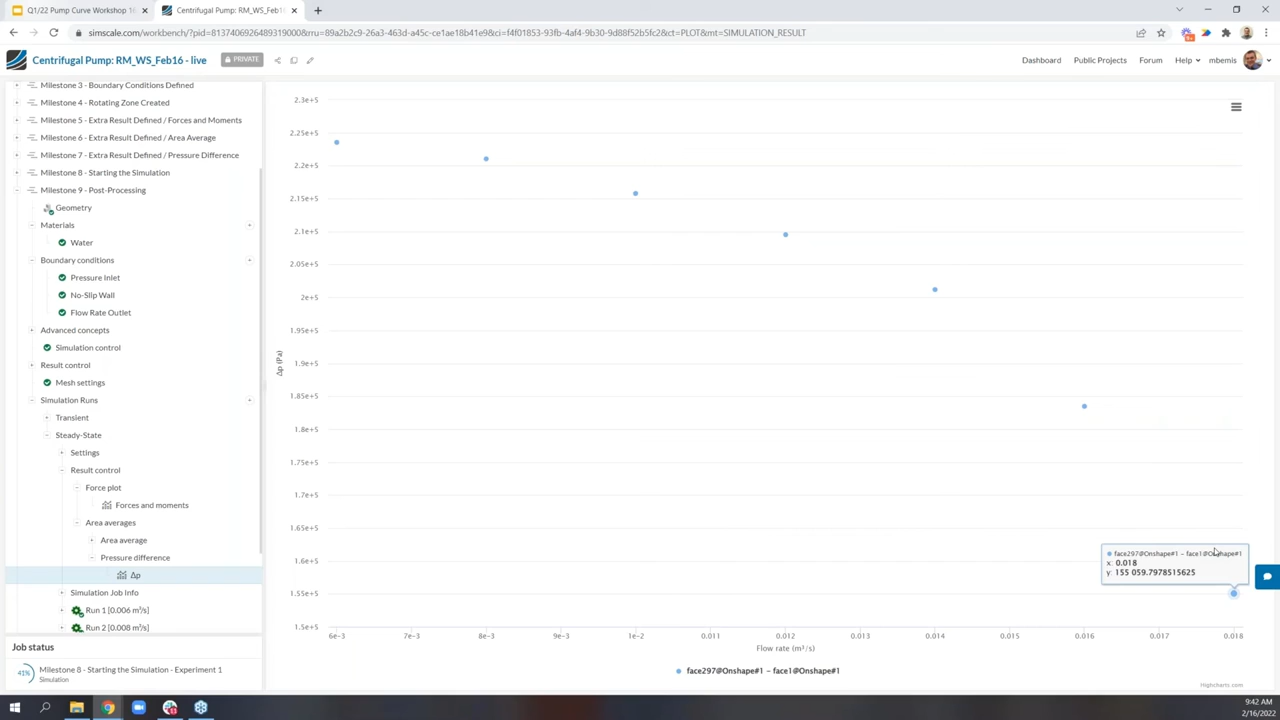 Q1/22 Pump Curve Workshop 16
Centrifugal Pump: RM_WS_Feb16
simscale.com/workbench/?pid=8137406926489319000&rru=89a2b2c9-26a3-463d-a45c-ce1ae18b41e9&ci=f4f01853-93fb-4af4-9b30-9d88f52b5fc2&ct=PLOT&mt=SIMULATION_RESULT
Centrifugal Pump: RM_WS_Feb16 - live
PRIVATE
Dashboard
Public Projects
Forum
Help
mbemis
Milestone 3 - Boundary Conditions Defined
Milestone 4 - Rotating Zone Created
Milestone 5 - Extra Result Defined / Forces and Moments
Milestone 6 - Extra Result Defined / Area Average
Milestone 7 - Extra Result Defined / Pressure Difference
Milestone 8 - Starting the Simulation
Milestone 9 - Post-Processing
Geometry
Materials
Water
Boundary conditions
Pressure Inlet
No-Slip Wall
Flow Rate Outlet
Advanced concepts
Simulation control
Result control
Mesh settings
Simulation Runs
Transient
Steady-State
Settings
Result control
Force plot
Forces and moments
Area averages
Area average
Pressure difference
Δp
Simulation Job Info
Run 1 [0.006 m³/s]
Run 2 [0.008 m³/s]
Job status
41%
Milestone 8 - Starting the Simulation - Experiment 1
Simulation
2.3e+5
2.25e+5
2.2e+5
2.15e+5
2.1e+5
2.05e+5
2e+5
1.95e+5
1.9e+5
1.85e+5
1.8e+5
1.75e+5
1.7e+5
1.65e+5
1.6e+5
1.55e+5
1.5e+5
Δp (Pa)
6e-3
7e-3
8e-3
9e-3
1e-2
0.011
0.012
0.013
0.014
0.015
0.016
0.017
0.018
Flow rate (m³/s)
face297@Onshape#1 − face1@Onshape#1
x: 0.018
y: 155 059.7978515625
face297@Onshape#1 − face1@Onshape#1
Highcharts.com
9:42 AM
2/16/2022